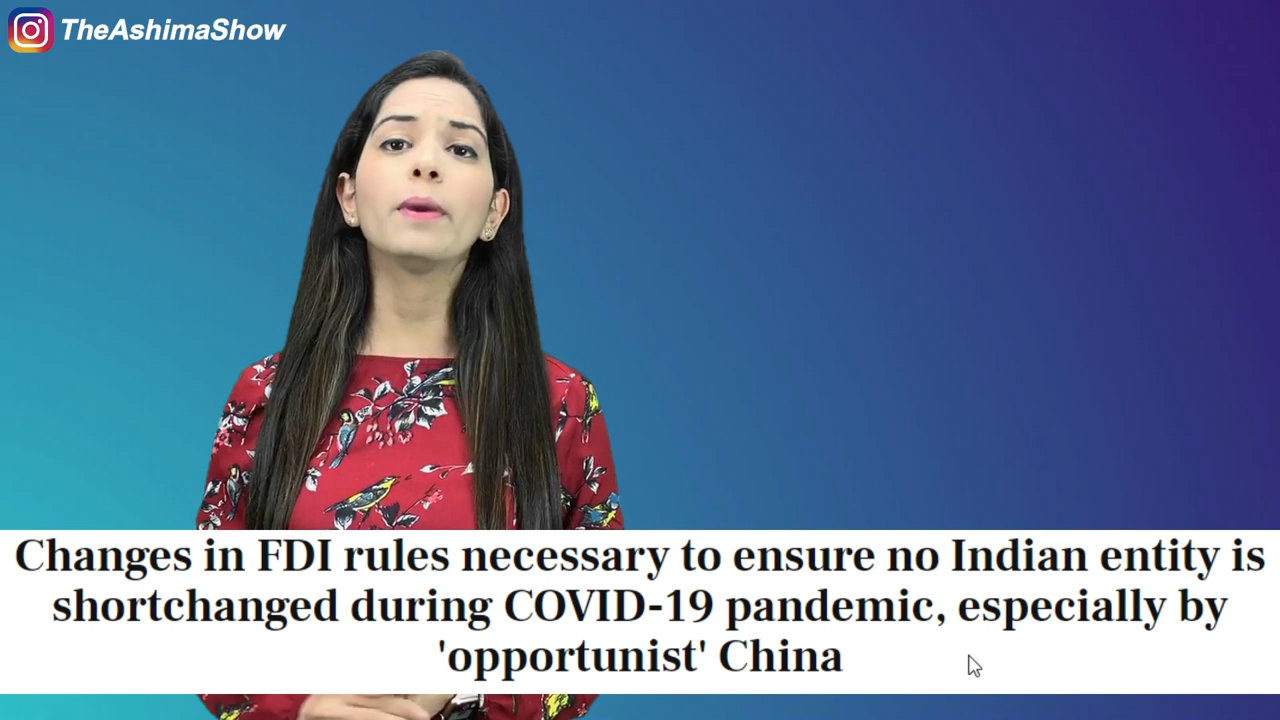 TheAshimaShow
Changes in FDI rules necessary to ensure no Indian entity is
shortchanged during COVID-19 pandemic, especially by
'opportunist' China